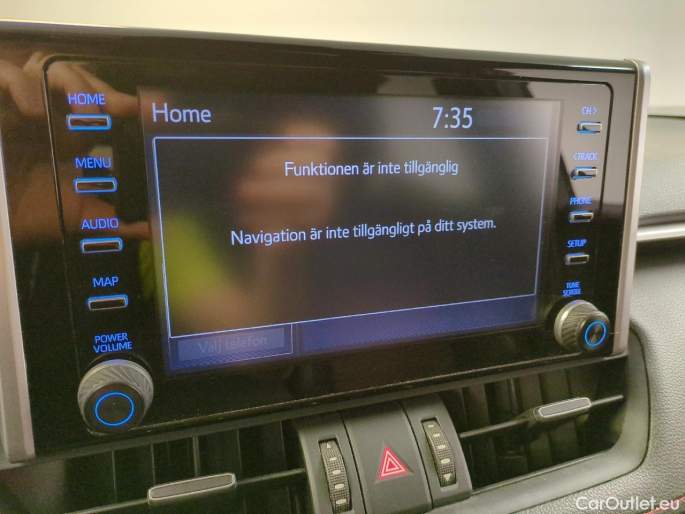 HOME
MENU
AUDIO
MAP
POWER
VOLUME
Home
7:35
Funktionen är inte tillgänglig
Navigation är inte tillgängligt på ditt system.
Välj telefon
CH >
<TRACK
PHONE
SETUP
TUNE
SCROLL
CarOutlet.eu